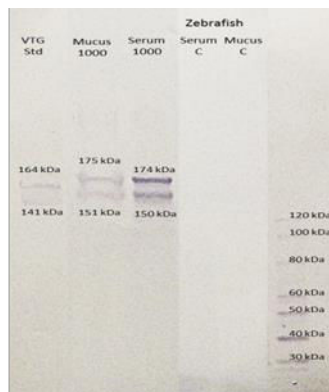 Zebrafish
VTG Std
Mucus 1000
Serum 1000
Serum C
Mucus C
164 kDa
175 kDa
174 kDa
141 kDa
151 kDa
150 kDa
120 kDa
100 kDa
80 kDa
60 kDa
50 kDa
40 kDa
30 kDa